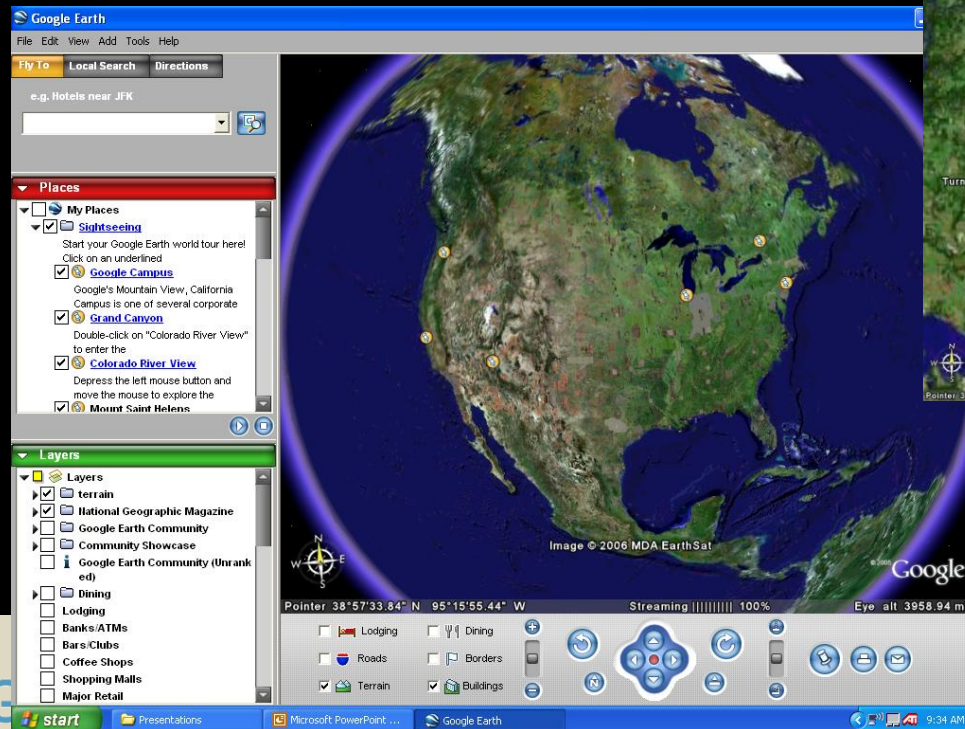 Google Earth
File Edit View Add Tools Help
Fly To Local Search Directions
e.g. Hotels near JFK
Places
My Places
Sightseeing
Start your Google Earth world tour here!
Click on an underlined
Google Campus
Google's Mountain View, California
Campus is one of several corporate
Grand Canyon
Double-click on "Colorado River View"
to enter the
Colorado River View
Depress the left mouse button and
move the mouse to explore the
Mount Saint Helens
Layers
Layers
terrain
National Geographic Magazine
Google Earth Community
Community Showcase
i Google Earth Community (Unrank
ed)
Dining
Lodging
Banks/ATMs
Bars/Clubs
Coffee Shops
Shopping Malls
Major Retail
N
W E
S
Image © 2006 MDA EarthSat
Google
Pointer 38°57'33.84" N 95°15'55.44" W Streaming ||||||||| 100% Eye alt 3958.94 m
Lodging Dining
Roads Borders
Terrain Buildings
N
Turn
N
W
Pointer 3
start Presentations Microsoft PowerPoint ... Google Earth ATI 9:34 AM